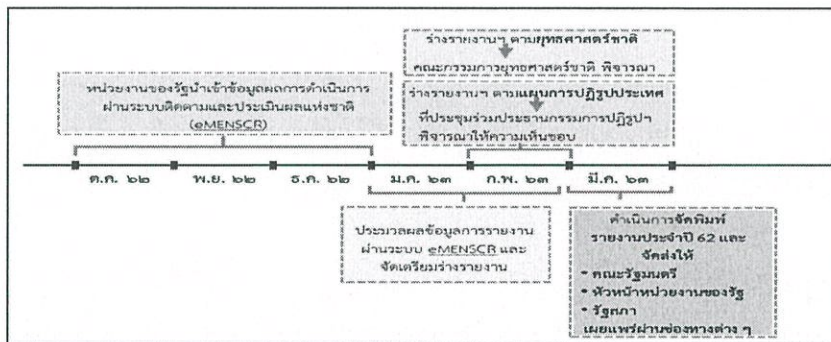 ร่างรายงานฯ ตามยุทธศาสตร์ชาติ
คณะกรรมการยุทธศาสตร์ชาติ พิจารณา
หน่วยงานของรัฐนำเข้าข้อมูลผลการดำเนินการ
ผ่านระบบติดตามและประเมินผลแห่งชาติ
(eMENSCR)
ร่างรายงานฯ ตามแผนการปฏิรูปประเทศ
ที่ประชุมร่วมประธานกรรมการปฏิรูปฯ
พิจารณาให้ความเห็นชอบ
ต.ค. ๖๒ พ.ย. ๖๒ ธ.ค. ๖๒ ม.ค. ๖๓ ก.พ. ๖๓ มี.ค. ๖๓
ประมวลผลข้อมูลการรายงาน
ผ่านระบบ eMENSCR และ
จัดเตรียมร่างรายงาน
ดำเนินการจัดพิมพ์
รายงานประจำปี 62 และ
จัดส่งให้
• คณะรัฐมนตรี
• หัวหน้าหน่วยงานของรัฐ
• รัฐสภา
เผยแพร่ผ่านช่องทางต่าง ๆ